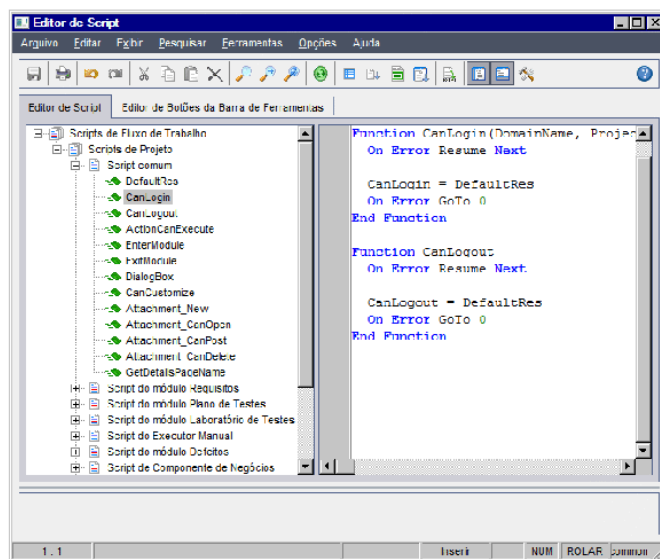 Editor de Script
Arquivo Editar Exibir Pesquisar Ferramentas Opções Ajuda
Editor de Script Editor de Botões da Barra de Ferramentas
Scripts de Fluxo de Trabalho
Scripts de Projeto
Script comum
DefaultRes
CanLogin
CanLogout
ActionCanExecute
EnterModule
ExitModule
DialogBox
CanCustomize
Attachment_New
Attachment_CanOpen
Attachment_CanPost
Attachment_CanDelete
GetDetailsPageName
Script do módulo Requisitos
Script do módulo Plano de Testes
Script do módulo Laboratório de Testes
Script do Executor Manual
Script do módulo Defeitos
Script de Componente de Negócios
Function CanLogin(DomainName, Projec
On Error Resume Next
CanLogin = DefaultRes
On Error GoTo 0
End Function
Function CanLogout
On Error Resume Next
CanLogout = DefaultRes
On Error GoTo 0
End Function
1 . 1 Inserir NUM ROLAR common